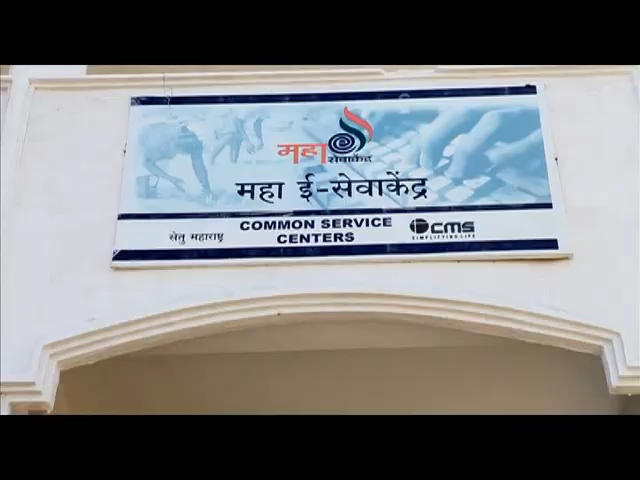 महा
सेवाकेंद्र
महा ई-सेवाकेंद्र
सेतु महाराष्ट्र
COMMON SERVICE
CENTERS
CMS
SIMPLIFYING LIFE